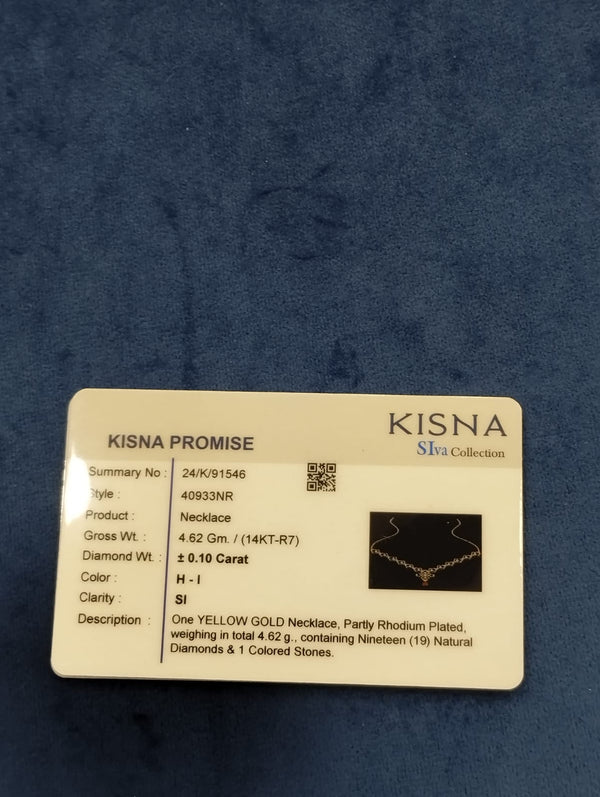 KISNA
SIva Collection
KISNA PROMISE
Summary No : 24/K/91546
Style : 40933NR
Product : Necklace
Gross Wt. : 4.62 Gm. / (14KT-R7)
Diamond Wt. : ± 0.10 Carat
Color : H - I
Clarity : SI
Description : One YELLOW GOLD Necklace, Partly Rhodium Plated,
weighing in total 4.62 g., containing Nineteen (19) Natural
Diamonds & 1 Colored Stones.